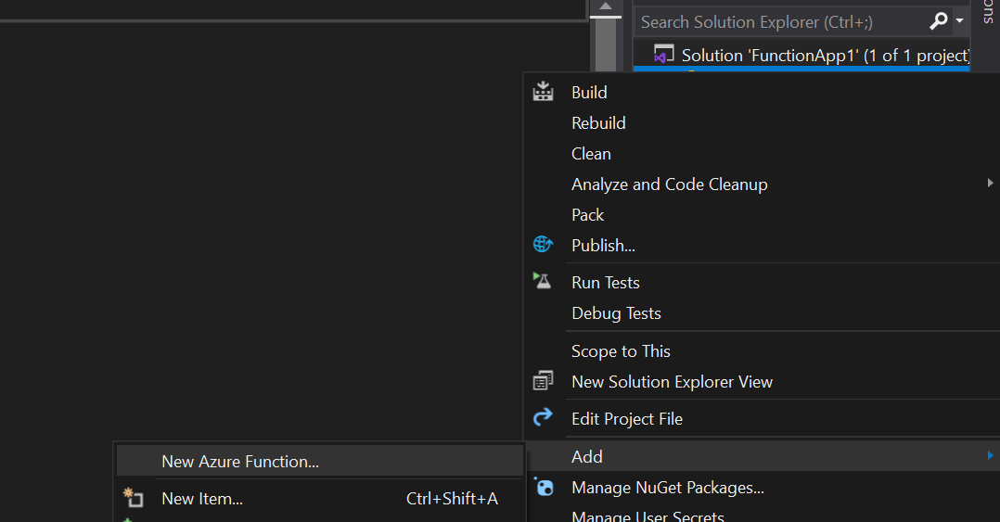 ons
Search Solution Explorer (Ctrl+;)
Solution 'FunctionApp1' (1 of 1 project)
Build
Rebuild
Clean
Analyze and Code Cleanup
Pack
Publish...
Run Tests
Debug Tests
Scope to This
New Solution Explorer View
Edit Project File
Add
New Azure Function...
New Item... Ctrl+Shift+A
Manage NuGet Packages...
Manage User Secrets